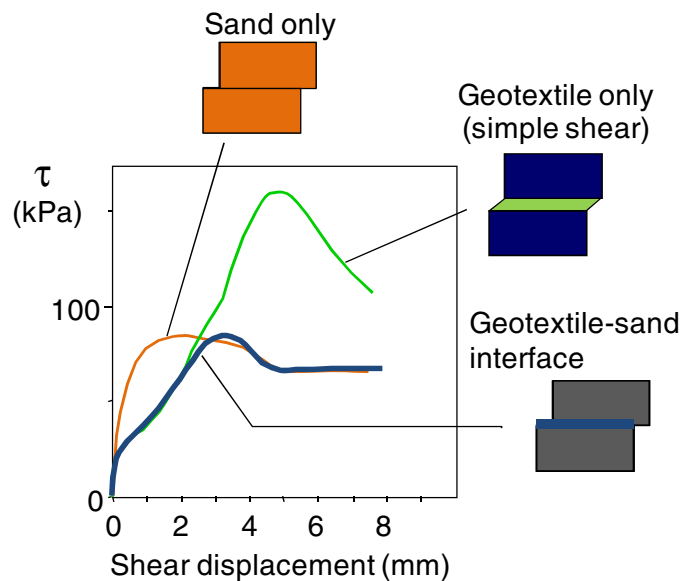 Sand only
Geotextile only
(simple shear)
τ
(kPa)
100
Geotextile-sand
interface
0
0 2 4 6 8
Shear displacement (mm)